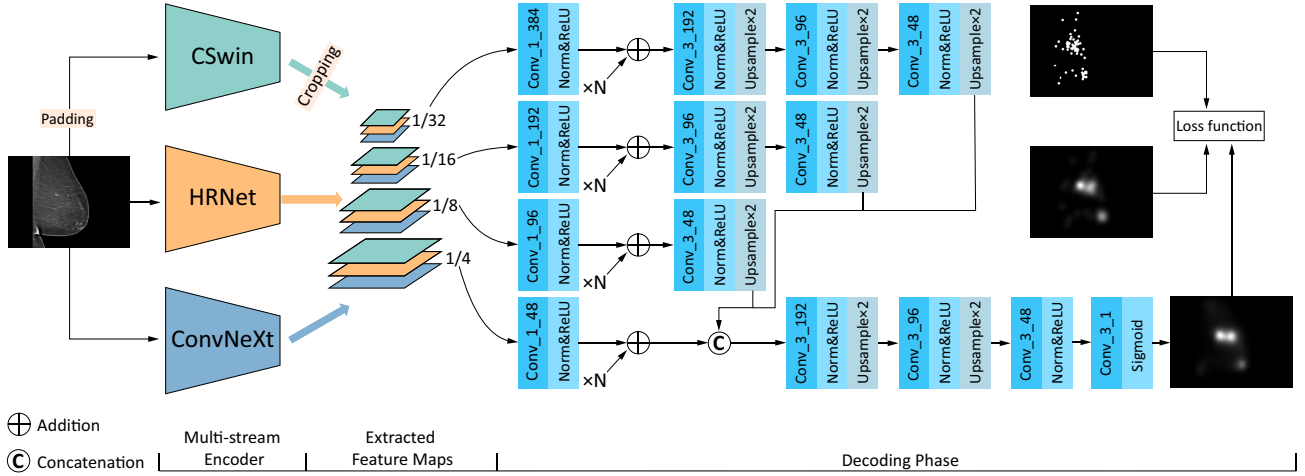 CSwin
Cropping
Padding
HRNet
ConvNeXt
1/32
1/16
1/8
1/4
Conv_1_384
Norm&ReLU
×N
Conv_3_192
Norm&ReLU
Upsample×2
Conv_3_96
Norm&ReLU
Upsample×2
Conv_3_48
Norm&ReLU
Upsample×2
Conv_1_192
Norm&ReLU
×N
Conv_3_96
Norm&ReLU
Upsample×2
Conv_3_48
Norm&ReLU
Upsample×2
Conv_1_96
Norm&ReLU
×N
Conv_3_48
Norm&ReLU
Upsample×2
Conv_1_48
Norm&ReLU
×N
C
Conv_3_192
Norm&ReLU
Upsample×2
Conv_3_96
Norm&ReLU
Upsample×2
Conv_3_48
Norm&ReLU
Conv_3_1
Sigmoid
Loss function
Addition
C Concatenation
Multi-stream
Encoder
Extracted
Feature Maps
Decoding Phase